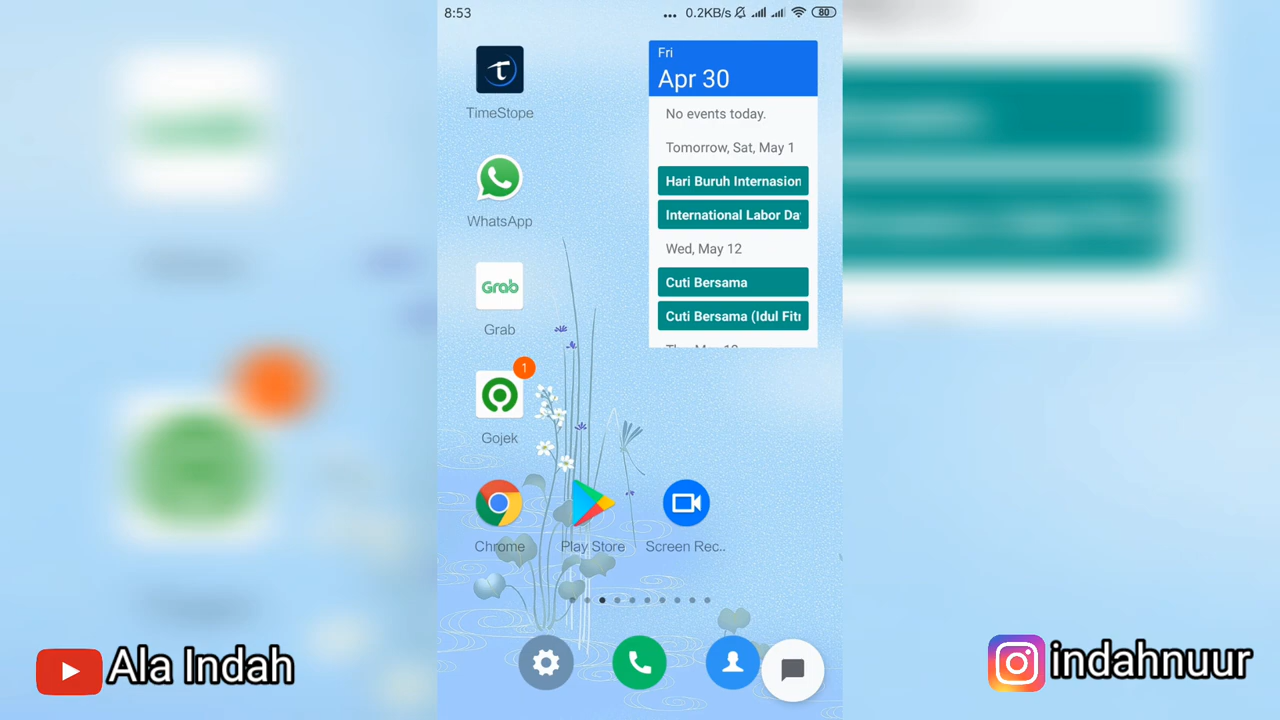 8:53
... 0.2KB/s 80
TimeStope
WhatsApp
Grab
Grab
1
Gojek
Chrome
Play Store
Screen Rec..
Fri
Apr 30
No events today.
Tomorrow, Sat, May 1
Hari Buruh Internasion
International Labor Da
Wed, May 12
Cuti Bersama
Cuti Bersama (Idul Fit
Ala Indah
indahnuur